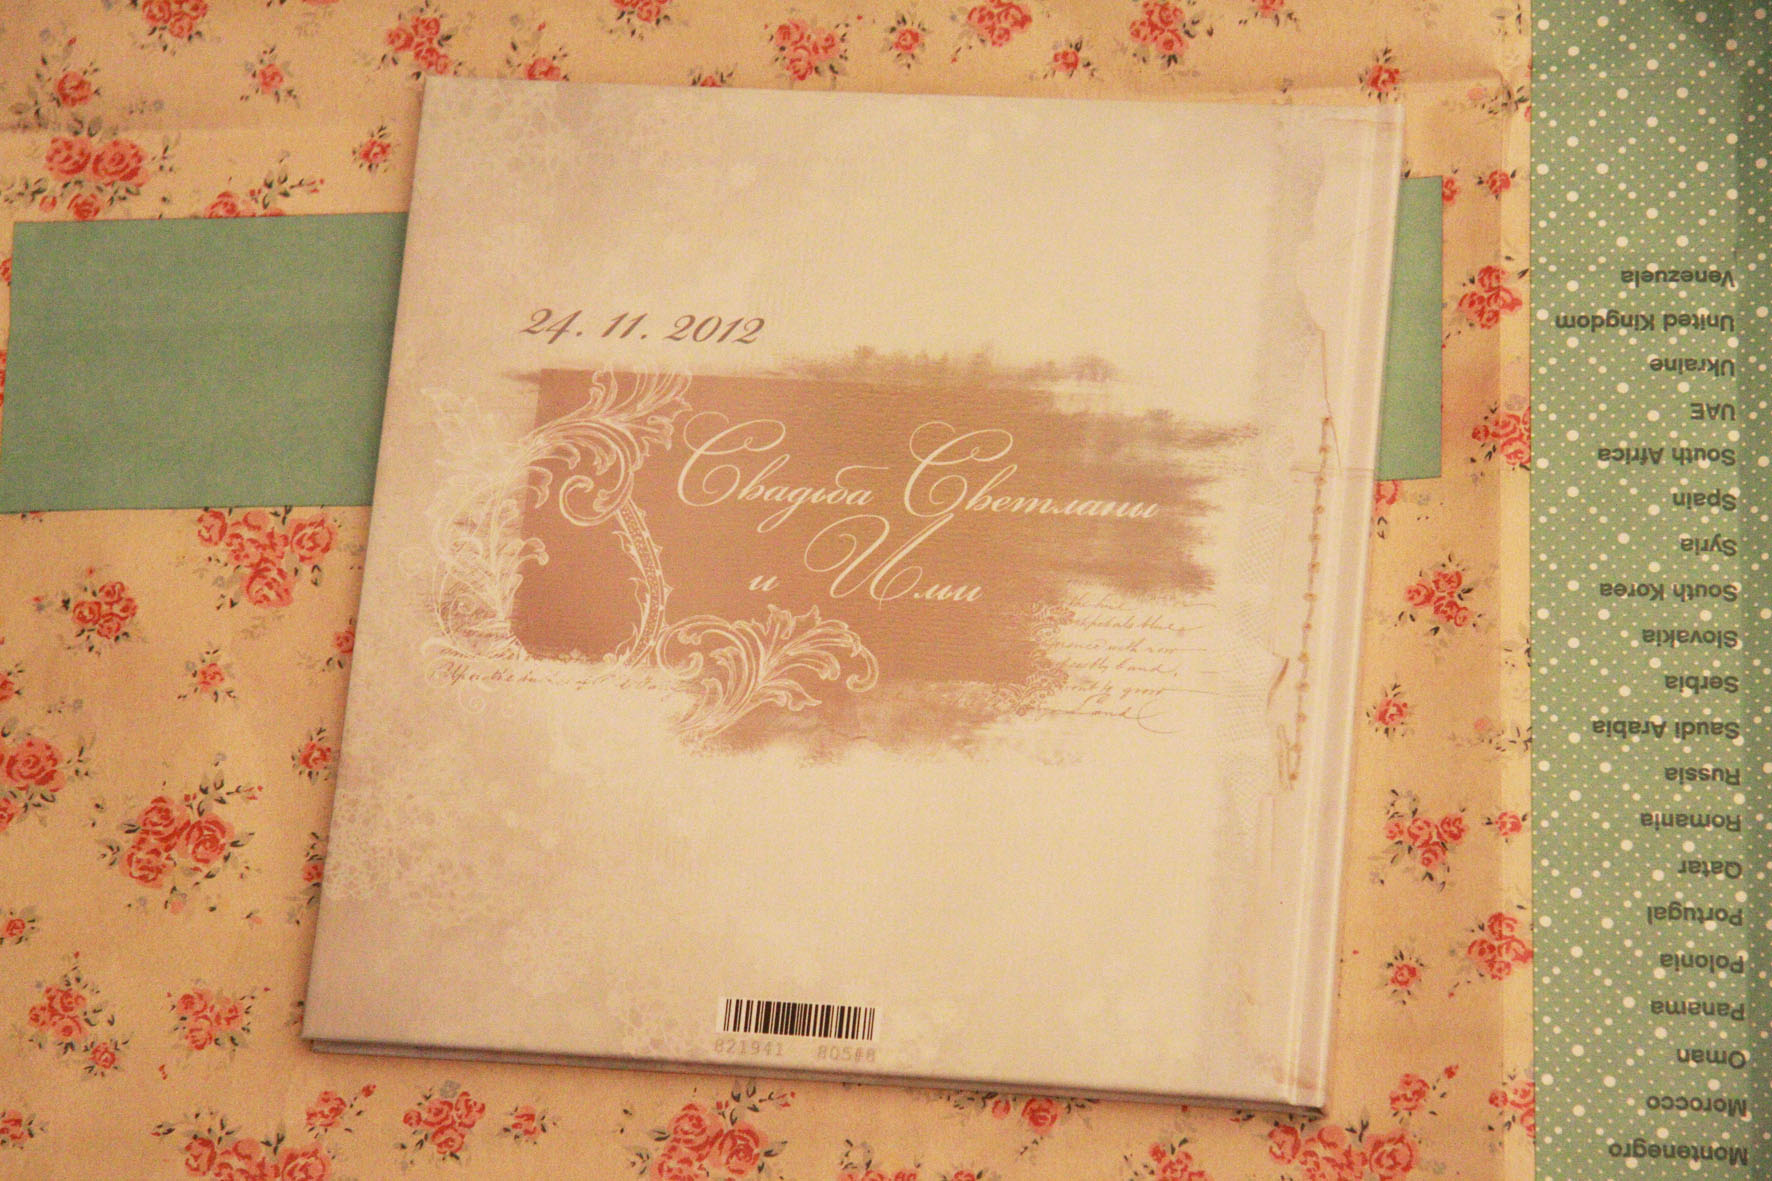 24. 11. 2012
Свадьба Светланы
и Ильи
821941 805#8
Venezuela
United Kingdom
Ukraine
UAE
South Africa
Spain
Syria
South Korea
Slovakia
Serbia
Saudi Arabia
Russia
Romania
Qatar
Portugal
Polonia
Panama
Oman
Morocco
Montenegro